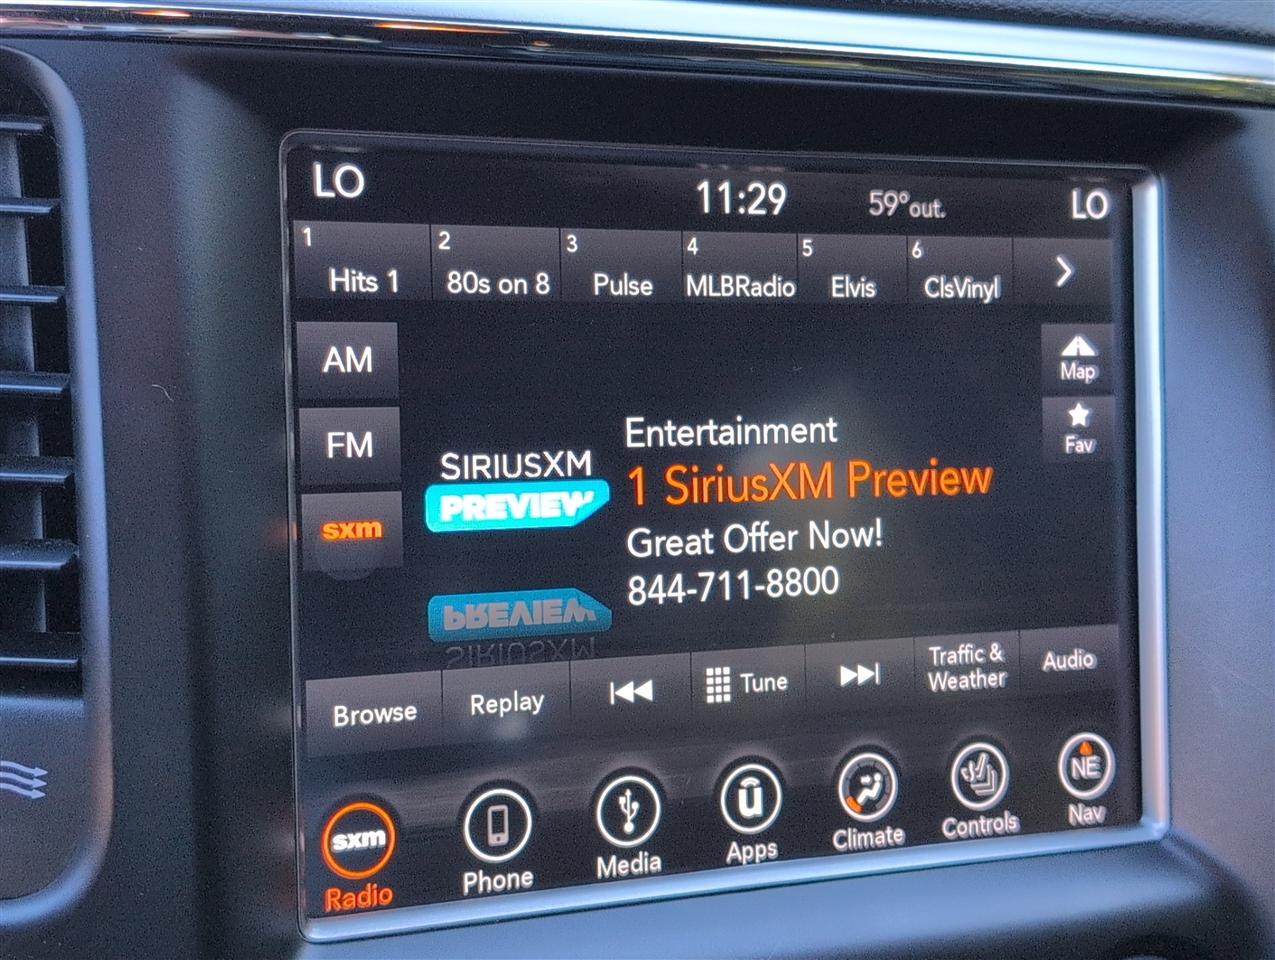 LO 11:29 59°out. LO
1 2 3 4 5 6
Hits 1 80s on 8 Pulse MLBRadio Elvis ClsVinyl
AM
Map
FM
Fav
sxm
Entertainment
SIRIUSXM
PREVIEW
1 SiriusXM Preview
Great Offer Now!
844-711-8800
PREVIEW
SIRIUSXM
Browse
Replay
Tune
Traffic &
Weather
Audio
sxm
Radio
Phone
Media
u
Apps
Climate
Controls
NE
Nav